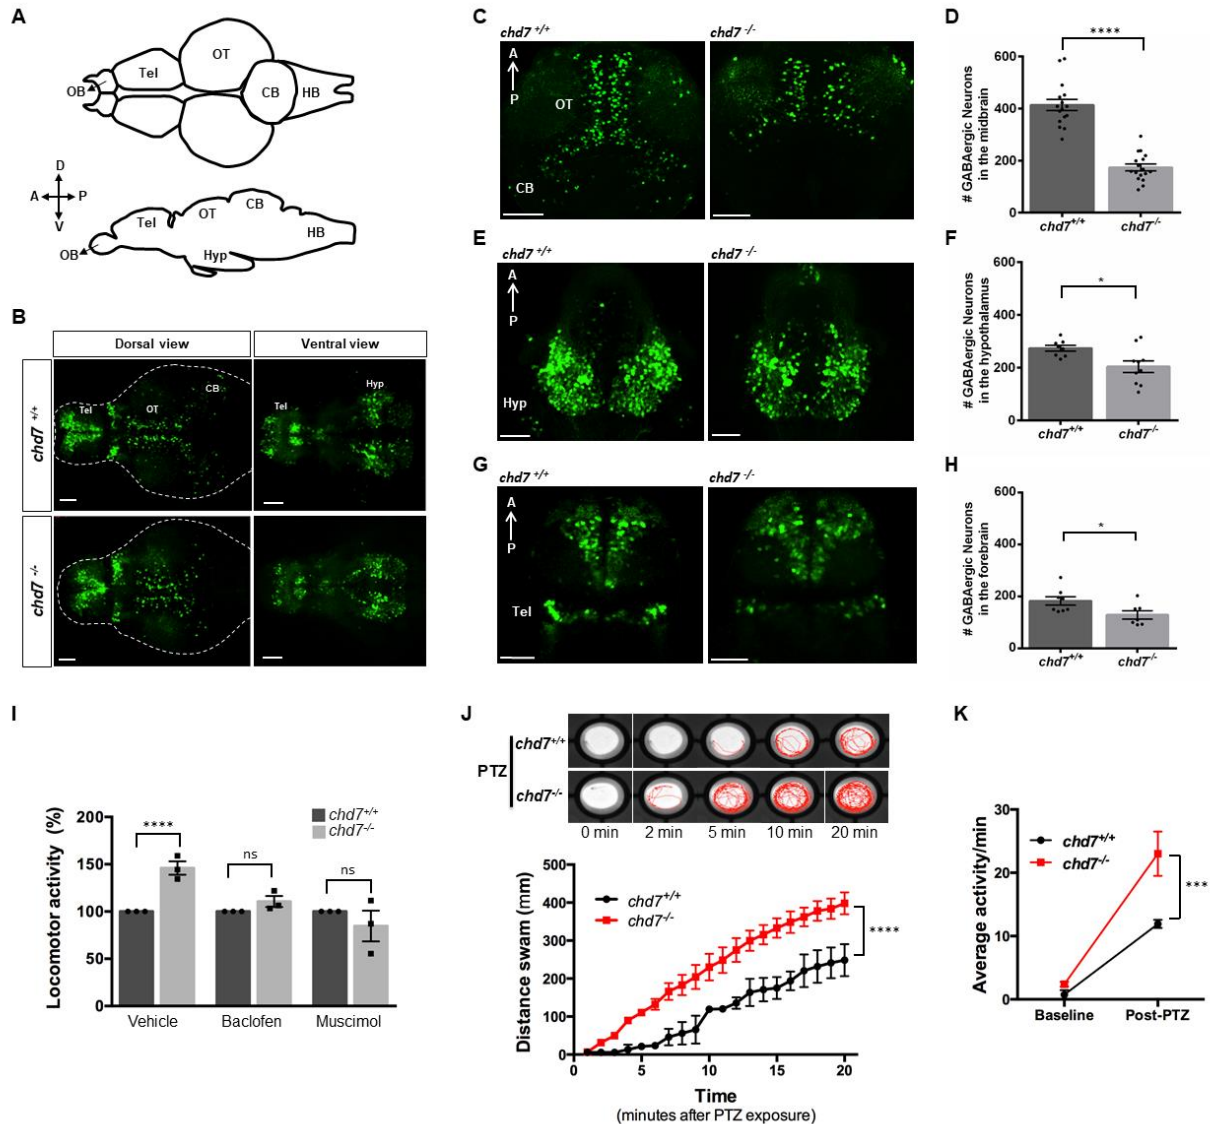 A
OB
Tel
OT
CB
HB
D
A P
V
OB
Tel
OT
CB
HB
Hyp
B
Dorsal view
Ventral view
chd7 +/+
Tel
OT
CB
Tel
Hyp
chd7 -/-
C
chd7 +/+
chd7 -/-
A
P
OT
CB
D
****
# GABAergic Neurons
in the midbrain
600
400
200
0
chd7+/+
chd7-/-
E
chd7 +/+
chd7 -/-
A
P
Hyp
F
*
# GABAergic Neurons
in the hypothalamus
600
400
200
0
chd7+/+
chd7-/-
G
chd7 +/+
chd7 -/-
A
P
Tel
H
*
# GABAergic Neurons
in the forebrain
600
400
200
0
chd7+/+
chd7-/-
I
Locomotor activity (%)
chd7+/+
chd7-/-
200
150
100
50
0
****
ns
ns
Vehicle
Baclofen
Muscimol
J
PTZ
chd7+/+
chd7-/-
0 min
2 min
5 min
10 min
20 min
Distance swam (mm)
500
400
300
200
100
0
chd7+/+
chd7-/-
****
0
5
10
15
20
Time
(minutes after PTZ exposure)
K
Average activity/min
30
20
10
0
chd7+/+
chd7-/-
***
Baseline
Post-PTZ